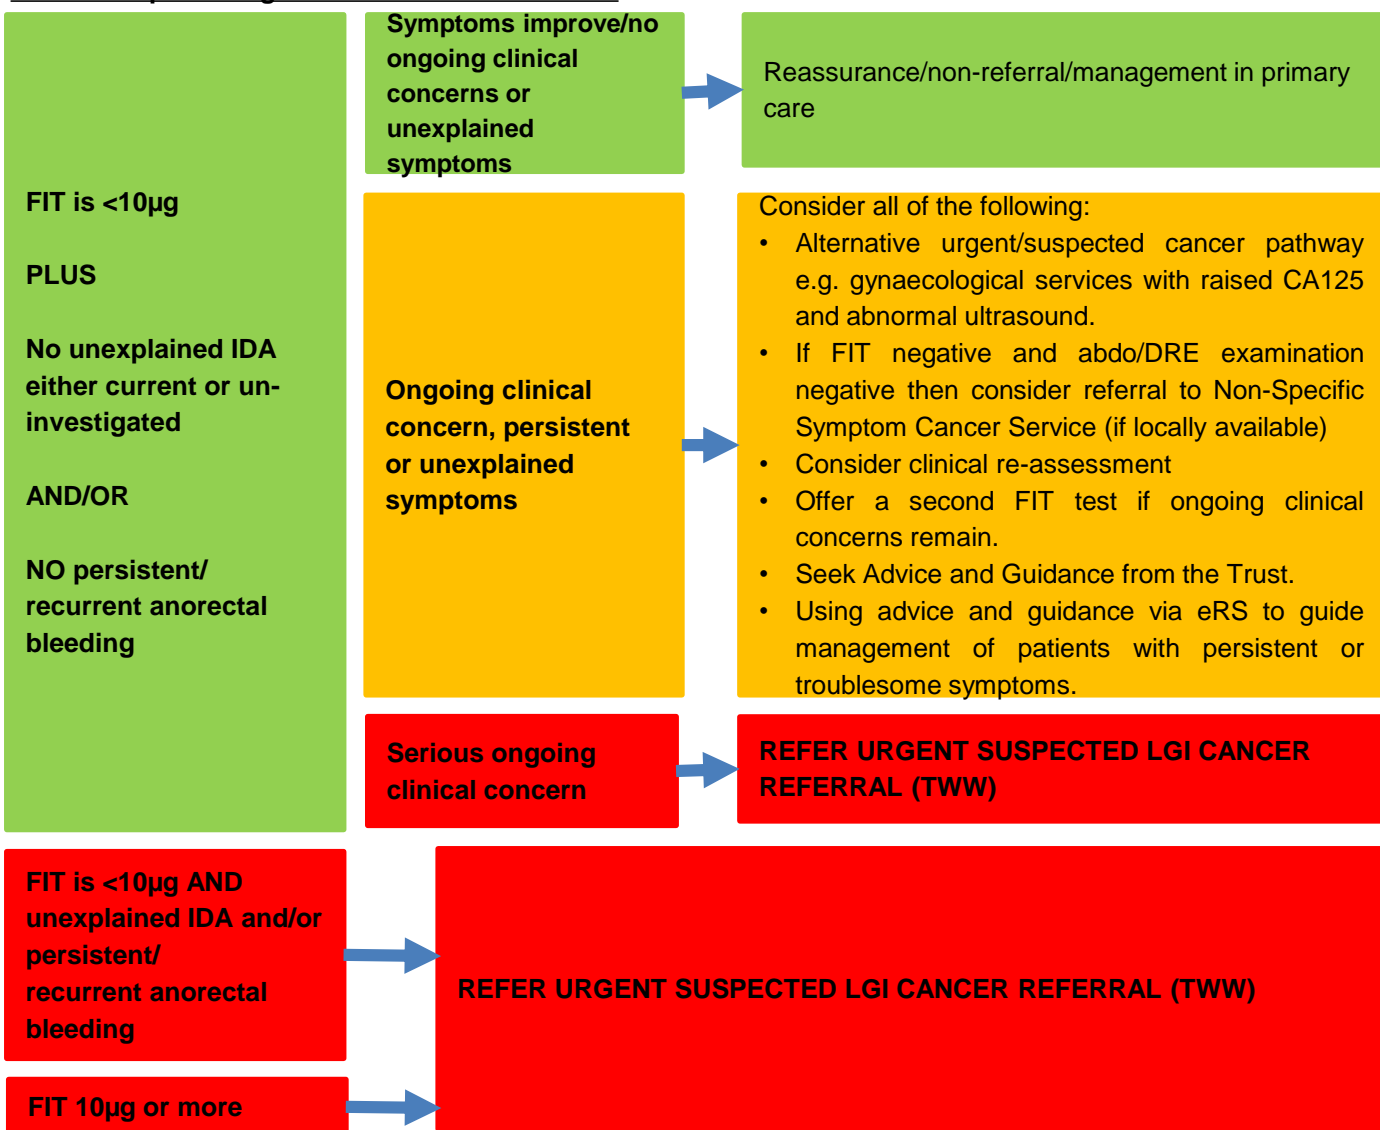 Symptoms improve/no
ongoing clinical
concerns or
unexplained
symptoms
Reassurance/non-referral/management in primary
care
FIT is <10µg
PLUS
No unexplained IDA
either current or un-
investigated
AND/OR
NO persistent/
recurrent anorectal
bleeding
Ongoing clinical
concern, persistent
or unexplained
symptoms
Consider all of the following:
• Alternative urgent/suspected cancer pathway
e.g. gynaecological services with raised CA125
and abnormal ultrasound.
• If FIT negative and abdo/DRE examination
negative then consider referral to Non-Specific
Symptom Cancer Service (if locally available)
• Consider clinical re-assessment
• Offer a second FIT test if ongoing clinical
concerns remain.
• Seek Advice and Guidance from the Trust.
• Using advice and guidance via eRS to guide
management of patients with persistent or
troublesome symptoms.
Serious ongoing
clinical concern
REFER URGENT SUSPECTED LGI CANCER
REFERRAL (TWW)
FIT is <10µg AND
unexplained IDA and/or
persistent/
recurrent anorectal
bleeding
REFER URGENT SUSPECTED LGI CANCER REFERRAL (TWW)
FIT 10µg or more